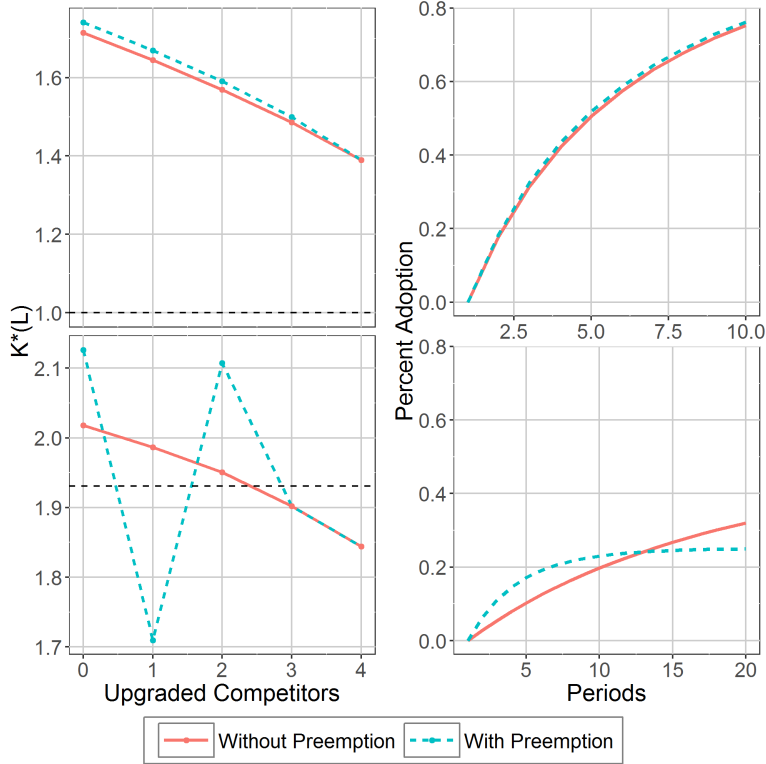 K*(L)
1.6
1.4
1.2
1.0
2.1
2.0
1.9
1.8
1.7
0 1 2 3 4
Upgraded Competitors
Percent Adoption
0.8
0.6
0.4
0.2
0.0
2.5 5.0 7.5 10.0
0.8
0.6
0.4
0.2
0.0
5 10 15 20
Periods
Without Preemption With Preemption